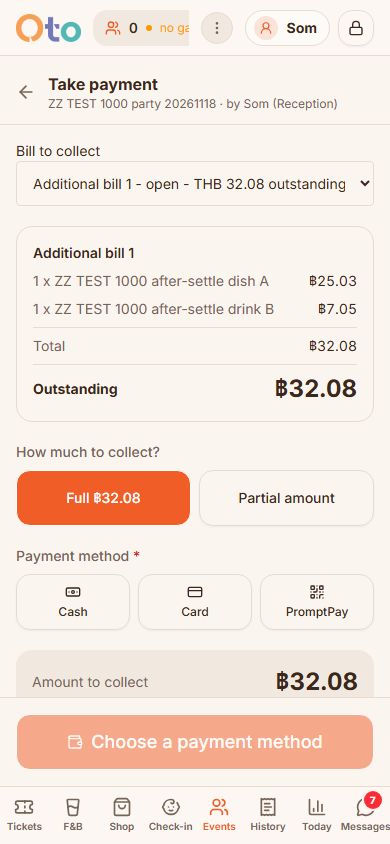 Oto
0
Som
Take payment
ZZ TEST 1000 party 20261118 · by Som (Reception)
Bill to collect
Additional bill 1 - open - THB 32.08 outstanding
Additional bill 1
1 x ZZ TEST 1000 after-settle dish A ฿25.03
1 x ZZ TEST 1000 after-settle drink B ฿7.05
Total ฿32.08
Outstanding ฿32.08
How much to collect?
Full ฿32.08
Partial amount
Payment method *
Cash
Card
PromptPay
Amount to collect ฿32.08
Choose a payment method
7
Tickets
F&B
Shop
Check-in
Events
History
Today
Messages